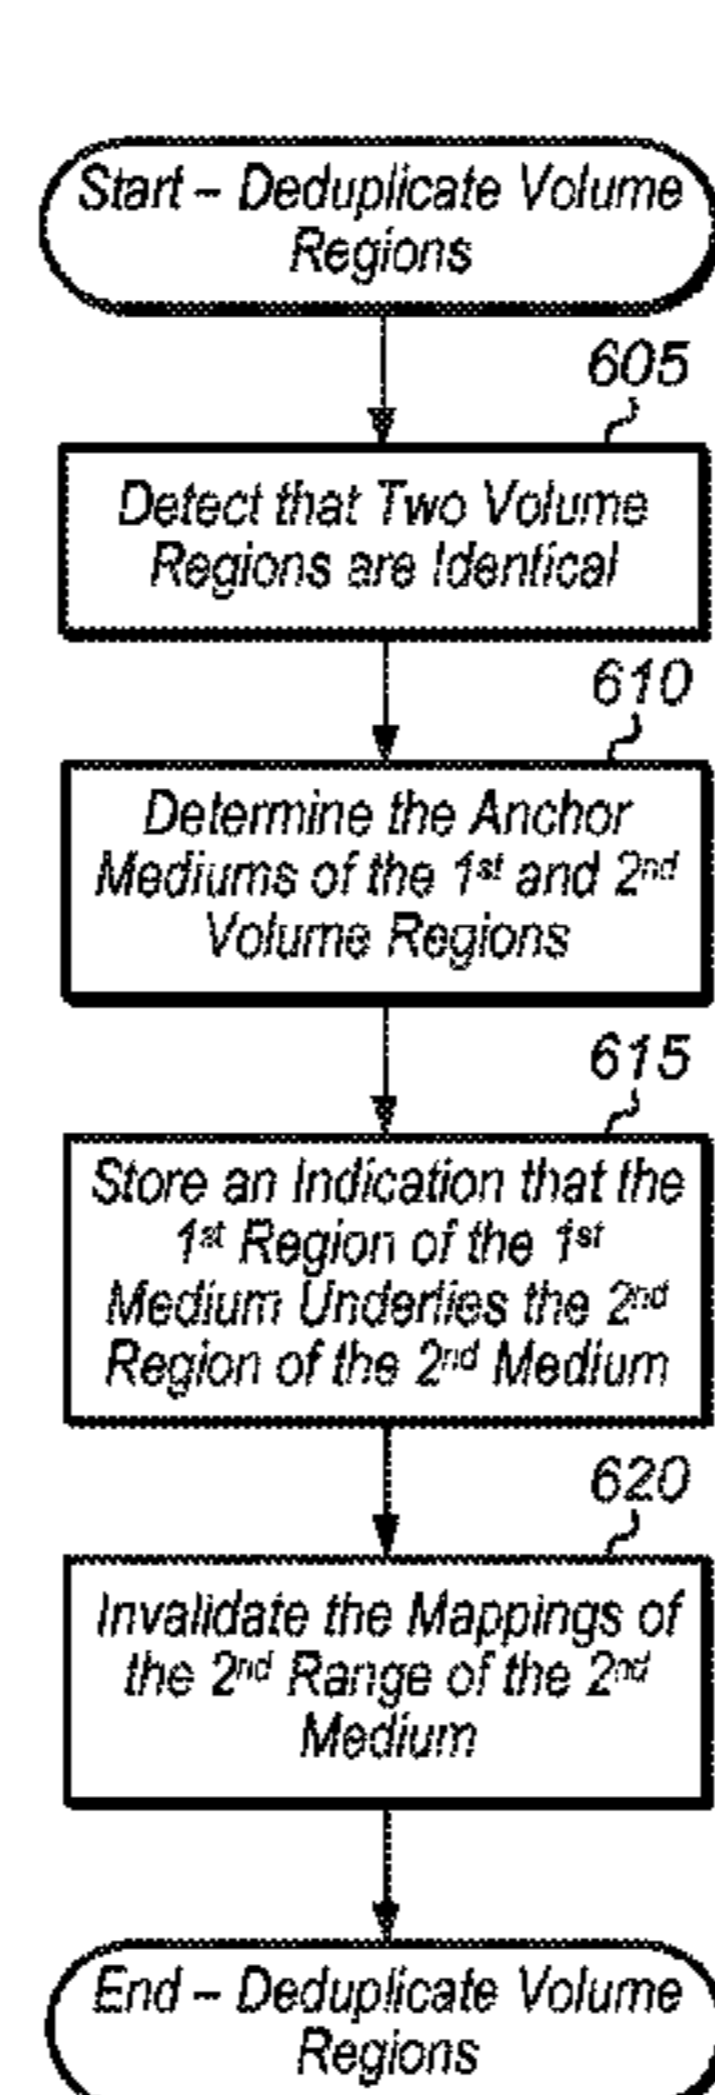 Start – Deduplicate Volume
Regions
605
Detect that Two Volume
Regions are Identical
610
Determine the Anchor
Mediums of the 1st and 2nd
Volume Regions
615
Store an Indication that the
1st Region of the 1st
Medium Underlies the 2nd
Region of the 2nd Medium
620
Invalidate the Mappings of
the 2nd Range of the 2nd
Medium
End – Deduplicate Volume
Regions